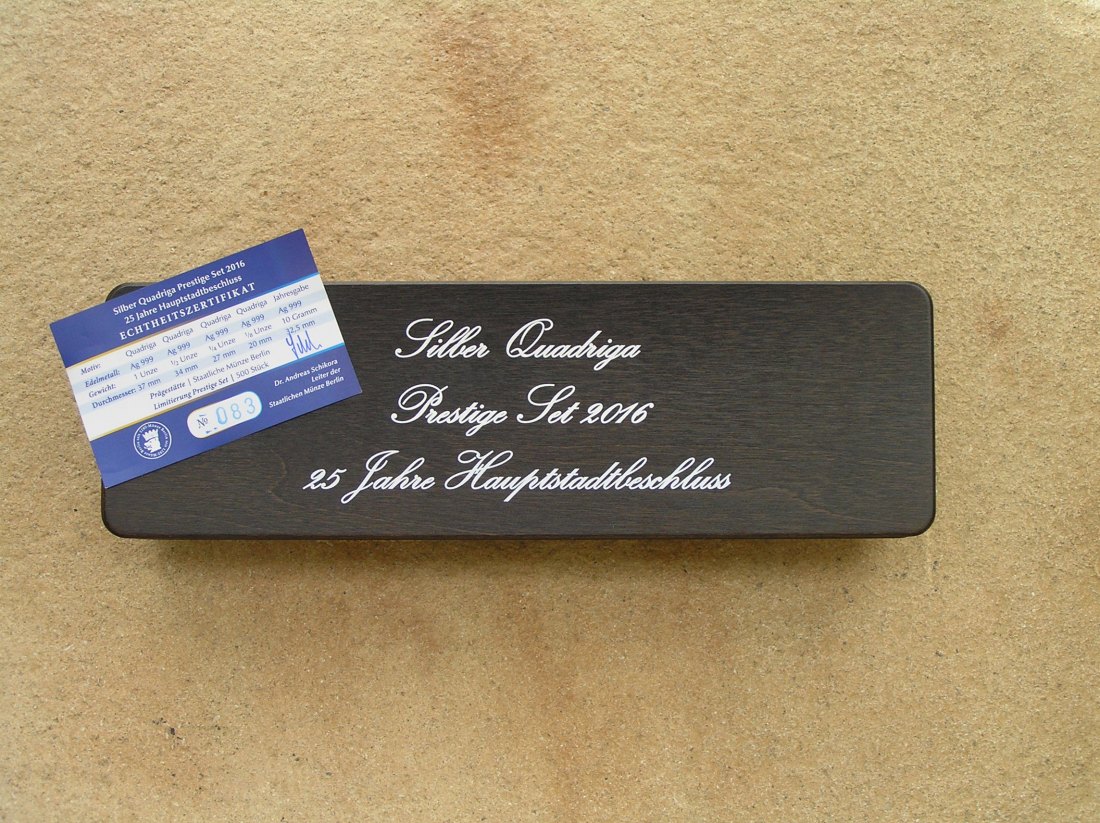 Silber Quadriga Prestige Set 2016
25 Jahre Hauptstadtbeschluss
ECHTHEITSZERTIFIKAT
Motiv: Quadriga Quadriga Quadriga Quadriga Jahresgabe
Edelmetall: Ag 999 Ag 999 Ag 999 Ag 999 Ag 999
Gewicht: 1 Unze ½ Unze ¼ Unze ⅛ Unze 10 Gramm
Durchmesser: 37 mm 34 mm 27 mm 20 mm 32.5 mm
Prägestätte | Staatliche Münze Berlin
Limitierung Prestige Set | 500 Stück
Dr. Andreas Schikora
Leiter der
Staatlichen Münze Berlin
№ 083
Silber Quadriga
Prestige Set 2016
25 Jahre Hauptstadtbeschluss